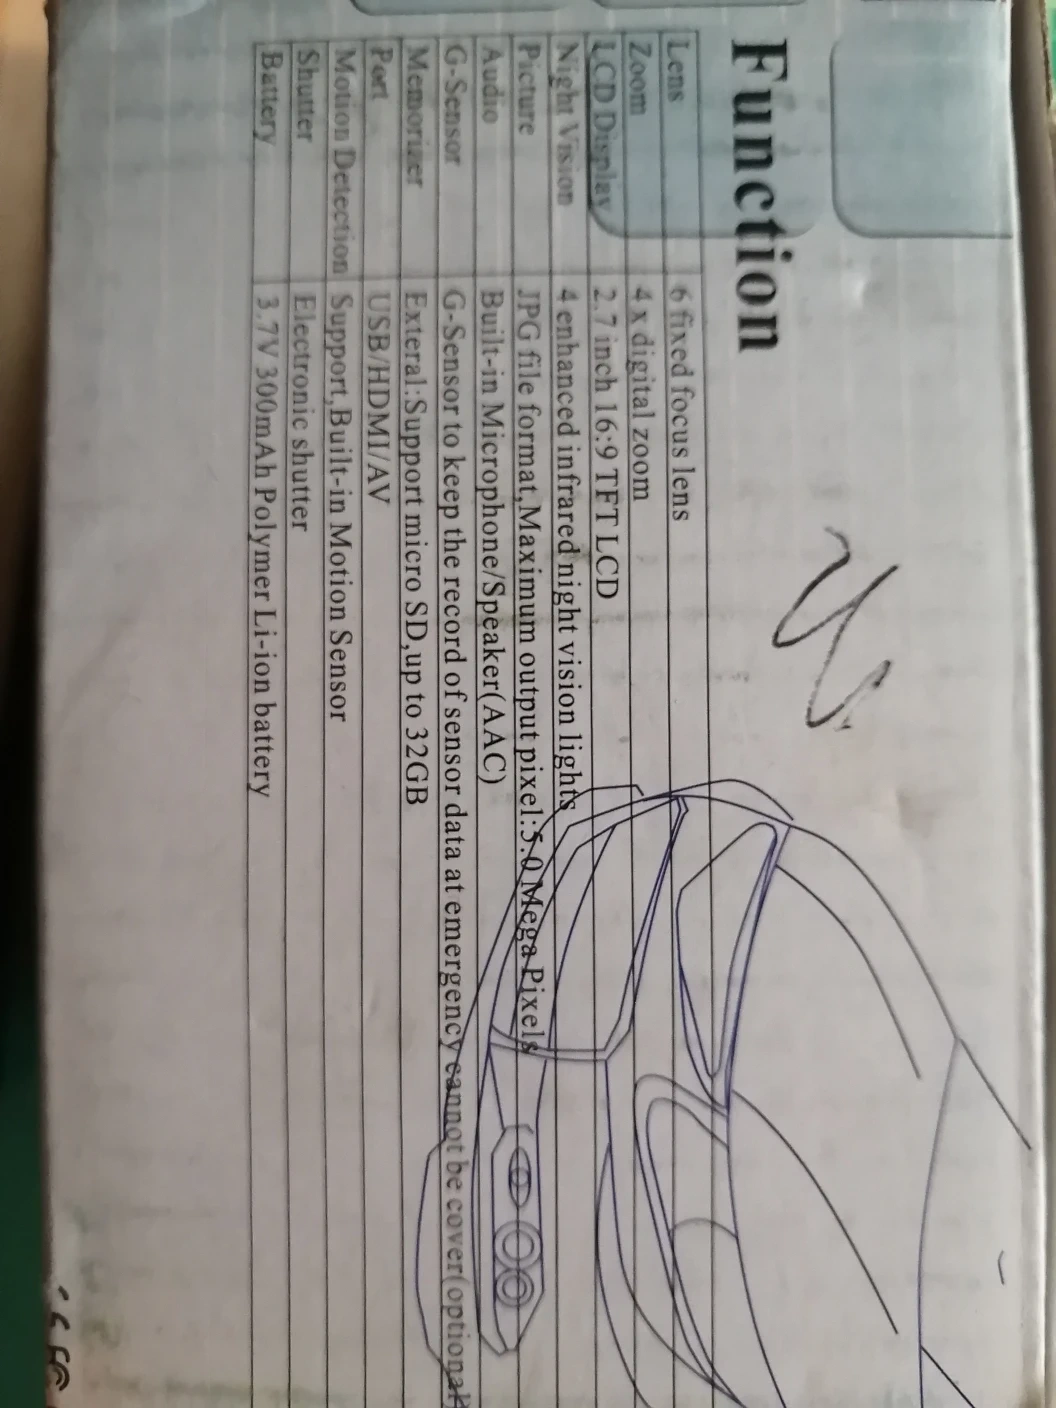 Function
Lens 6 fixed focus lens
Zoom 4 x digital zoom
LCD Display 2.7 inch 16:9 TFT LCD
Night Vision 4 enhanced infrared night vision lights
Picture JPG file format,Maximum output pixel:5.0 Mega Pixels
Audio Built-in Microphone/Speaker(AAC)
G-Sensor G-Sensor to keep the record of sensor data at emergency cannot be cover(optional)
Memorizer Exteral:Support micro SD,up to 32GB
Port USB/HDMI/AV
Motion Detection Support,Built-in Motion Sensor
Shutter Electronic shutter
Battery 3.7V 300mAh Polymer Li-ion battery